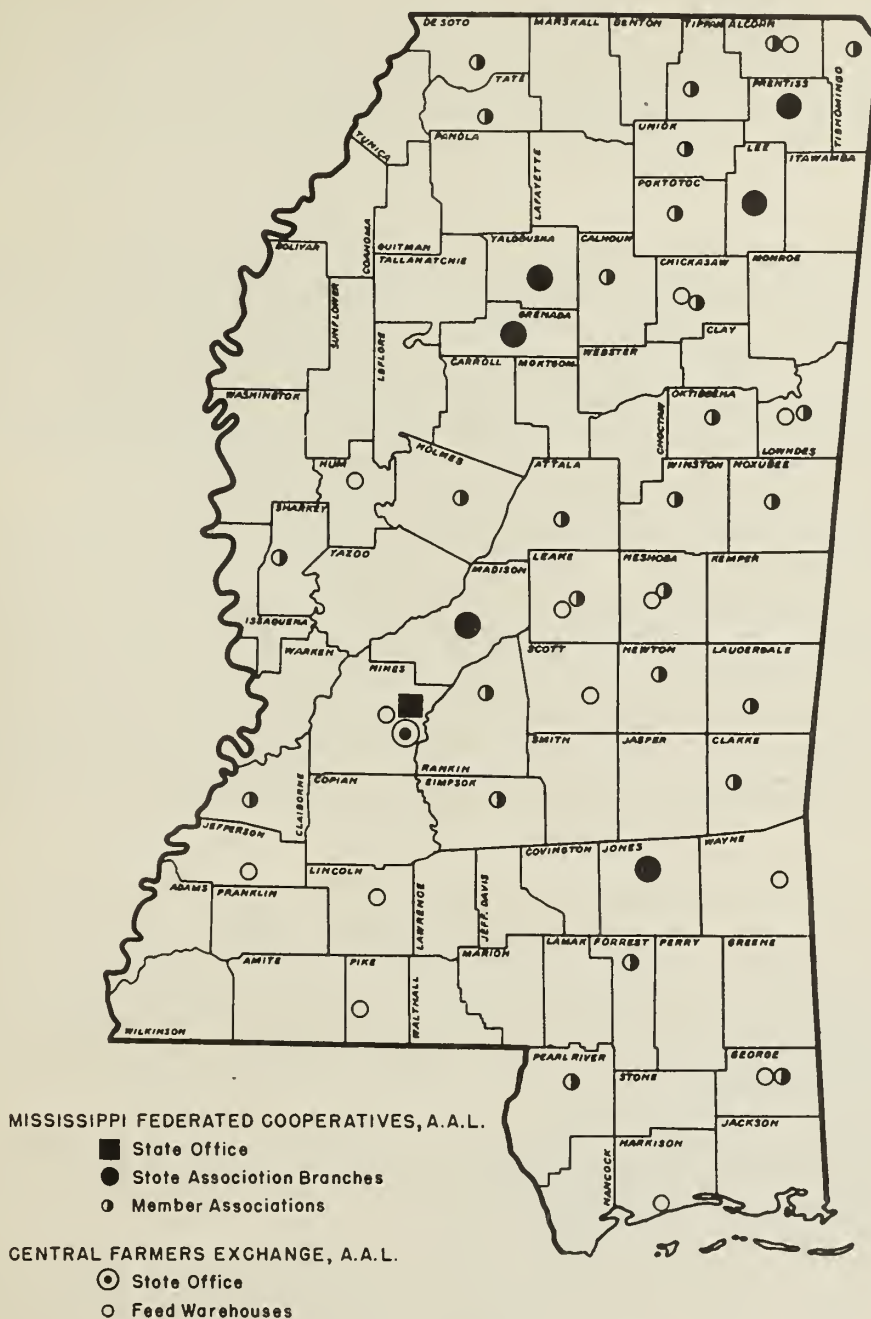 DE SOTO
MARSHALL
BENTON
TIPPAH
ALCORN
TATE
PRENTISS
TISHOMINGO
TUNICA
PANOLA
LAFAYETTE
UNION
LEE
ITAWAMBA
PONTOTOC
COAHOMA
QUITMAN
BOLIVAR
YALOBUSHA
CALHOUN
TALLAHATCHIE
CHICKASAW
MONROE
SUNFLOWER
GRENADA
LEFLORE
CLAY
WEBSTER
CARROLL
MONTGOM.
WASHINGTON
OKTIBBEHA
CHOCTAW
LOWNDES
HOLMES
HUM
ATTALA
WINSTON
NOXUBEE
SHARKEY
YAZOO
MADISON
LEAKE
NESHOBA
KEMPER
ISSAQUENA
WARREN
HINES
SCOTT
NEWTON
LAUDERDALE
RANKIN
SMITH
JASPER
CLARKE
CLAIBORNE
COPIAH
SIMPSON
JEFFERSON
COVINGTON
JONES
WAYNE
LINCOLN
ADAMS
FRANKLIN
LAWRENCE
JEFF. DAVIS
LAMAR
FORREST
PERRY
GREENE
AMITE
PIKE
WALTHALL
MARION
WILKINSON
PEARL RIVER
STONE
GEORGE
JACKSON
HARRISON
HANCOCK
MISSISSIPPI FEDERATED COOPERATIVES, A.A.L.
State Office
State Association Branches
Member Associations
CENTRAL FARMERS EXCHANGE, A.A.L.
State Office
Feed Warehouses